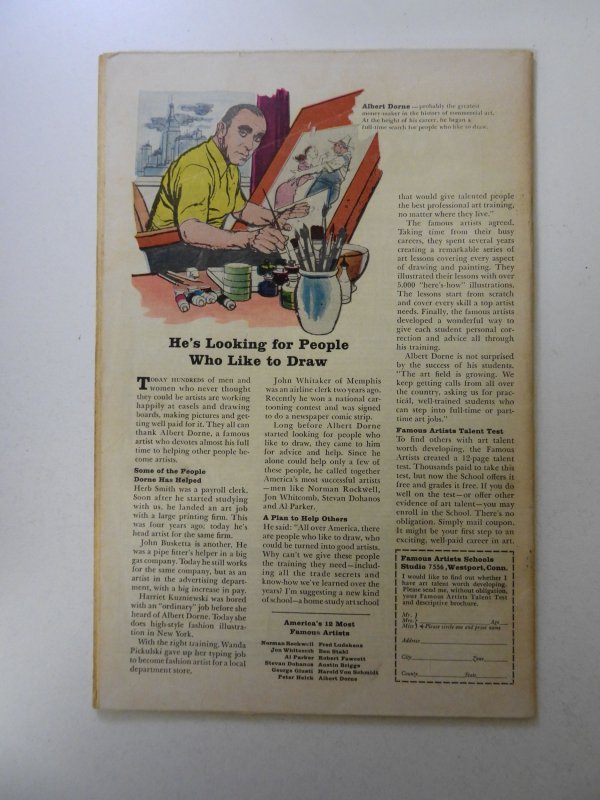 Albert Dorne — probably the greatest
money-maker in the history of commercial art.
At the height of his career, he began a
full-time search for people who like to draw.
He's Looking for People
Who Like to Draw
TODAY HUNDREDS of men and
women who never thought
they could be artists are working
happily at easels and drawing
boards, making pictures and get-
ting well paid for it. They all can
thank Albert Dorne, a famous
artist who devotes almost his full
time to helping other people be-
come artists.
Some of the People
Dorne Has Helped
Herb Smith was a payroll clerk.
Soon after he started studying
with us, he landed an art job
with a large printing firm. This
was four years ago; today he's
head artist for the same firm.
John Busketta is another. He
was a pipe fitter's helper in a big
gas company. Today he still works
for the same company, but as an
artist in the advertising depart-
ment, with a big increase in pay.
Harriet Kuzniewski was bored
with an "ordinary" job before she
heard of Albert Dorne. Today she
does high-style fashion illustra-
tion in New York.
With the right training, Wanda
Pickulski gave up her typing job
to become fashion artist for a local
department store.
John Whitaker of Memphis
was an airline clerk two years ago.
Recently he won a national car-
tooning contest and was signed
to do a newspaper comic strip.
Long before Albert Dorne
started looking for people who
like to draw, they came to him
for advice and help. Since he
alone could help only a few of
these people, he called together
America's most successful artists
—men like Norman Rockwell,
Jon Whitcomb, Stevan Dohanos
and Al Parker.
A Plan to Help Others
He said: "All over America, there
are people who like to draw, who
could be turned into good artists.
Why can't we give these people
the training they need—includ-
ing all the trade secrets and
know-how we've learned over the
years? I'm suggesting a new kind
of school—a home study art school
America's 12 Most
Famous Artists
Norman Rockwell Fred Ludekens
Jon Whitcomb Ben Stahl
Al Parker Robert Fawcett
Stevan Dohanos Austin Briggs
George Giusti Harold Von Schmidt
Peter Helck Albert Dorne
that would give talented people
the best professional art training,
no matter where they live."
The famous artists agreed.
Taking time from their busy
careers, they spent several years
creating a remarkable series of
art lessons covering every aspect
of drawing and painting. They
illustrated their lessons with over
5,000 "here's-how" illustrations.
The lessons start from scratch
and cover every skill a top artist
needs. Finally, the famous artists
developed a wonderful way to
give each student personal cor-
rection and advice all through
his training.
Albert Dorne is not surprised
by the success of his students.
"The art field is growing. We
keep getting calls from all over
the country, asking us for prac-
tical, well-trained students who
can step into full-time or part-
time art jobs."
Famous Artists Talent Test
To find others with art talent
worth developing, the Famous
Artists created a 12-page talent
test. Thousands paid to take this
test, but now the School offers it
free and grades it free. If you do
well on the test—or offer other
evidence of art talent—you may
enroll in the School. There's no
obligation. Simply mail coupon.
It might be your first step to an
exciting, well-paid career in art.
Famous Artists Schools
Studio 7556, Westport, Conn.
I would like to find out whether I
have art talent worth developing.
Please send me, without obligation,
your Famous Artists Talent Test
and descriptive brochure.
Mr.
Mrs. Age
Miss Please circle one and print name
Address
City Zone
County State